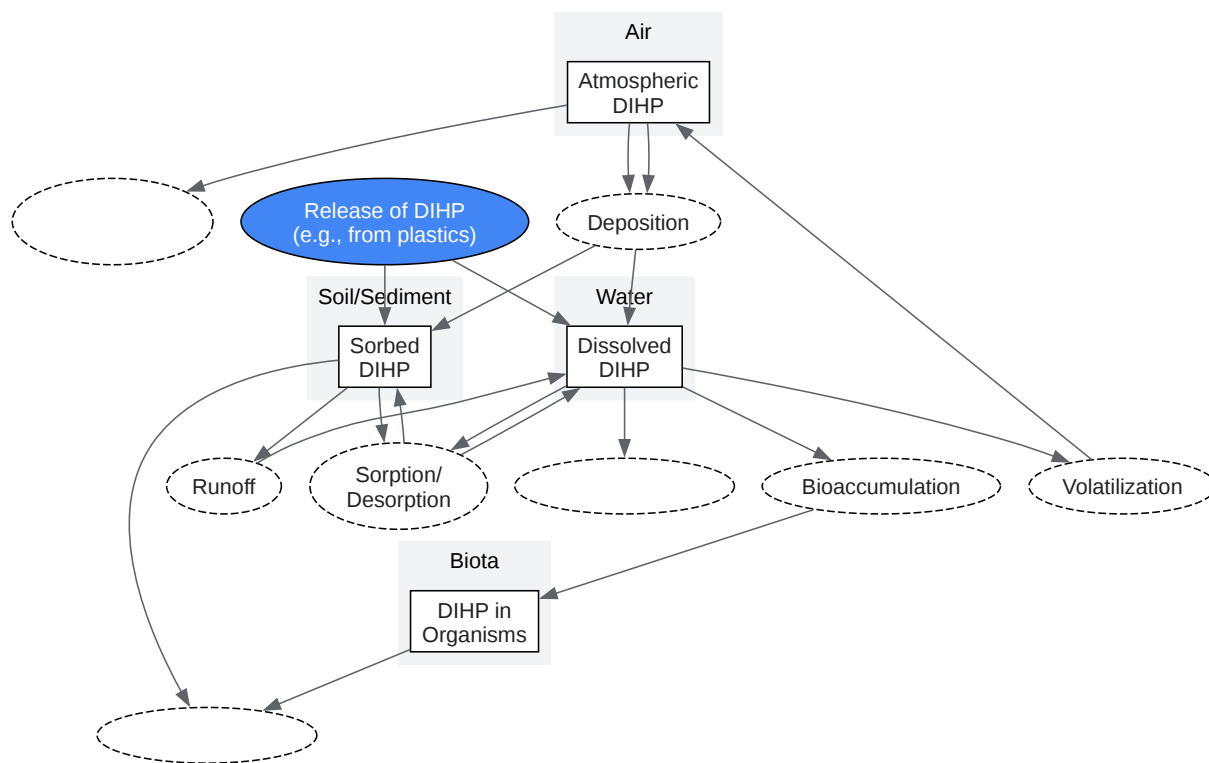 Air
Atmospheric
DIHP
Release of DIHP
(e.g., from plastics)
Deposition
Soil/Sediment
Water
Sorbed
DIHP
Dissolved
DIHP
Runoff
Sorption/
Desorption
Bioaccumulation
Volatilization
Biota
DIHP in
Organisms